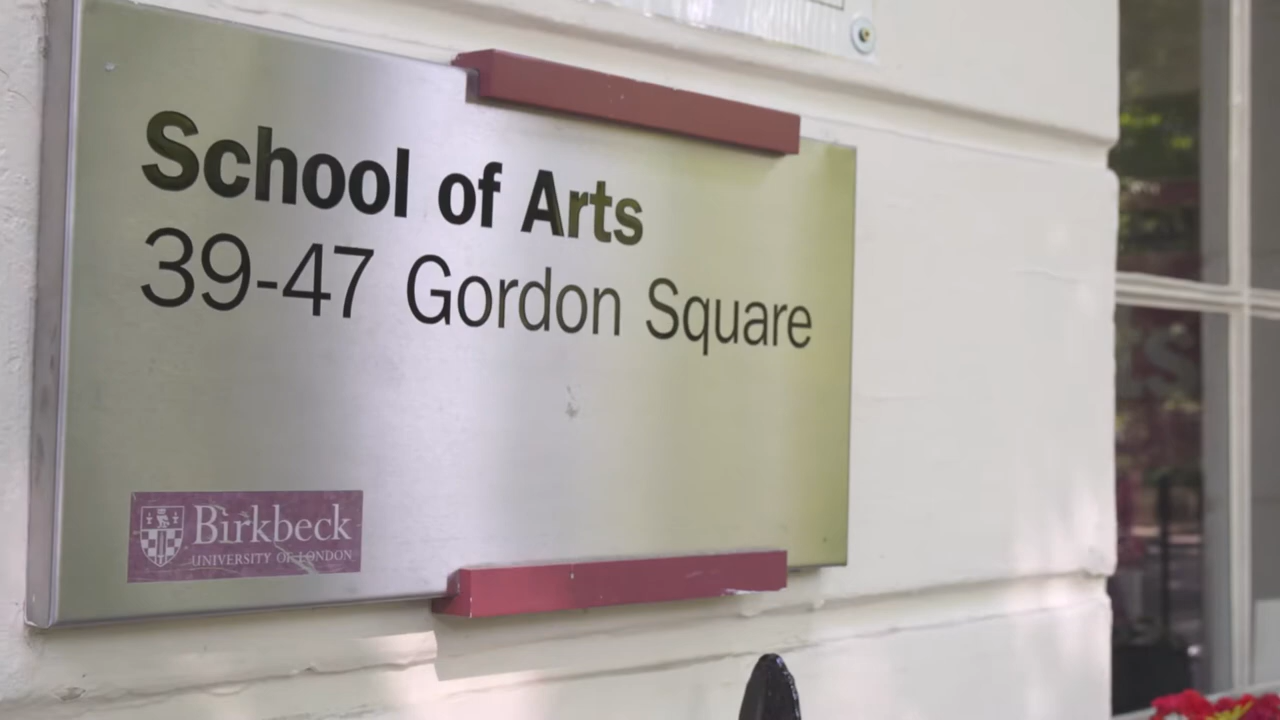 School of Arts
39-47 Gordon Square
Birkbeck
UNIVERSITY OF LONDON